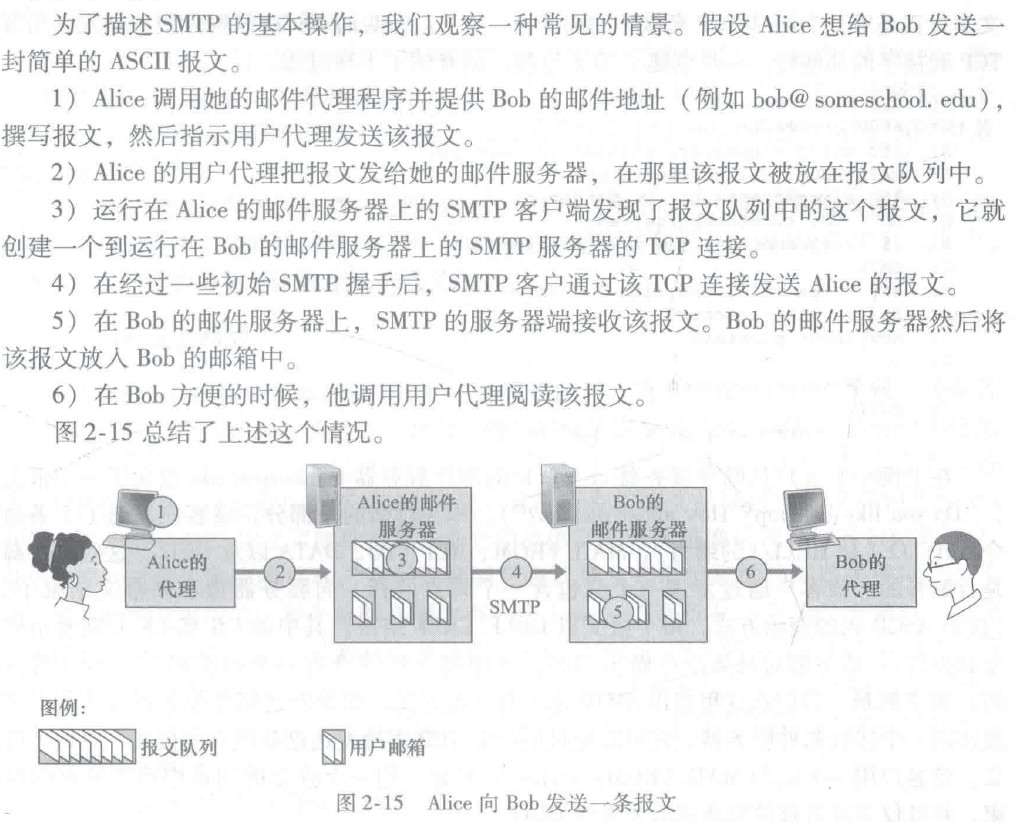 为了描述 SMTP 的基本操作，我们观察一种常见的情景。假设 Alice 想给 Bob 发送一
封简单的 ASCII 报文。
1）Alice 调用她的邮件代理程序并提供 Bob 的邮件地址（例如 bob@ someschool. edu），
撰写报文，然后指示用户代理发送该报文。
2）Alice 的用户代理把报文发给她的邮件服务器，在那里该报文被放在报文队列中。
3）运行在 Alice 的邮件服务器上的 SMTP 客户端发现了报文队列中的这个报文，它就
创建一个到运行在 Bob 的邮件服务器上的 SMTP 服务器的 TCP 连接。
4）在经过一些初始 SMTP 握手后，SMTP 客户通过该 TCP 连接发送 Alice 的报文。
5）在 Bob 的邮件服务器上，SMTP 的服务器端接收该报文。Bob 的邮件服务器然后将
该报文放入 Bob 的邮箱中。
6）在 Bob 方便的时候，他调用用户代理阅读该报文。
图 2-15 总结了上述这个情况。
1
Alice的
代理
2
Alice的邮件
服务器
3
4
SMTP
Bob的
邮件服务器
5
6
Bob的
代理
图例：
报文队列
用户邮箱
图 2-15 Alice 向 Bob 发送一条报文